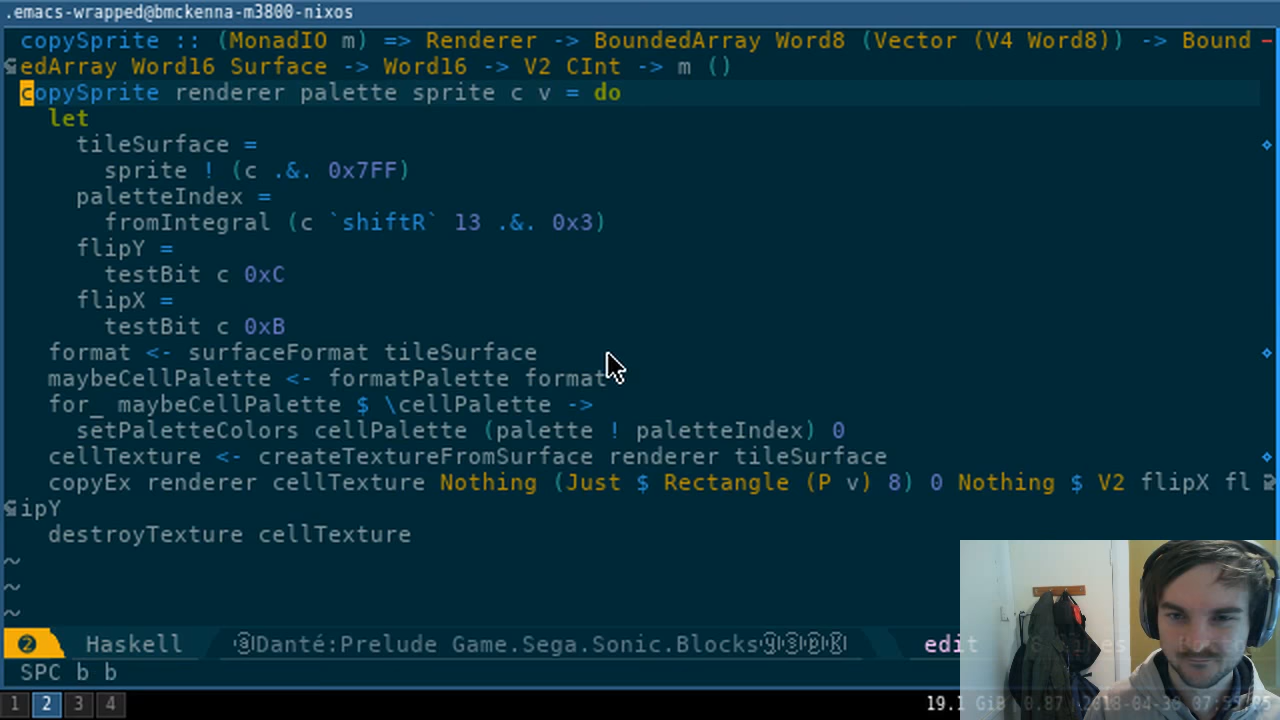 .emacs-wrapped@bmckenna-m3800-nixos
copySprite :: (MonadIO m) => Renderer -> BoundedArray Word8 (Vector (V4 Word8)) -> Bound
edArray Word16 Surface -> Word16 -> V2 CInt -> m ()
copySprite renderer palette sprite c v = do
let
tileSurface =
sprite ! (c .&. 0x7FF)
paletteIndex =
fromIntegral (c `shiftR` 13 .&. 0x3)
flipY =
testBit c 0xC
flipX =
testBit c 0xB
format <- surfaceFormat tileSurface
maybeCellPalette <- formatPalette format
for_ maybeCellPalette $ \cellPalette ->
setPaletteColors cellPalette (palette ! paletteIndex) 0
cellTexture <- createTextureFromSurface renderer tileSurface
copyEx renderer cellTexture Nothing (Just $ Rectangle (P v) 8) 0 Nothing $ V2 flipX fl
ipY
destroyTexture cellTexture
~
~
~
❷ Haskell ⓐDanté:Prelude Game.Sega.Sonic.Blocksⓨⓢⓟⓚ edit
SPC b b
1 2 3 4 19.1 GiB